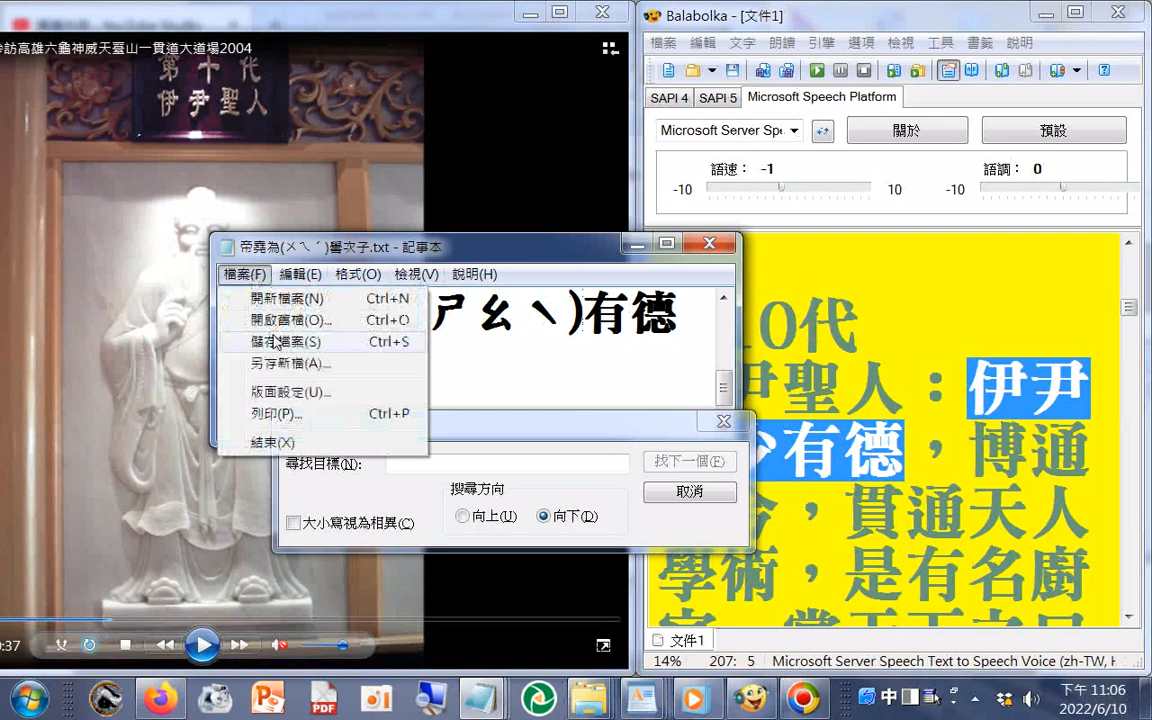 訪高雄六龜神威天臺山一貫道大道場2004
第十代
伊尹聖人
帝堯為(ㄨㄟˊ)嚳次子.txt - 記事本
檔案(F) 編輯(E) 格式(O) 檢視(V) 說明(H)
開新檔案(N) Ctrl+N
開啟舊檔(O)... Ctrl+O
儲存檔案(S) Ctrl+S
另存新檔(A)...
版面設定(U)...
列印(P)... Ctrl+P
結束(X)
ㄕㄠˋ)有德
尋找目標(N):
找下一個(F)
搜尋方向
取消
大小寫視為相異(C)
向上(U) 向下(D)
0:37
Balabolka - [文件1]
檔案 編輯 文字 朗讀 引擎 選項 檢視 工具 書籤 說明
SAPI 4 SAPI 5 Microsoft Speech Platform
Microsoft Server Spe
關於 預設
語速: -1 語調: 0
-10 10 -10
10代
尹聖人:伊尹
少有德,博通
今,貫通天人
學術,是有名廚
文件1
14% 207: 5 Microsoft Server Speech Text to Speech Voice (zh-TW, H
PDF
中
下午 11:06
2022/6/10